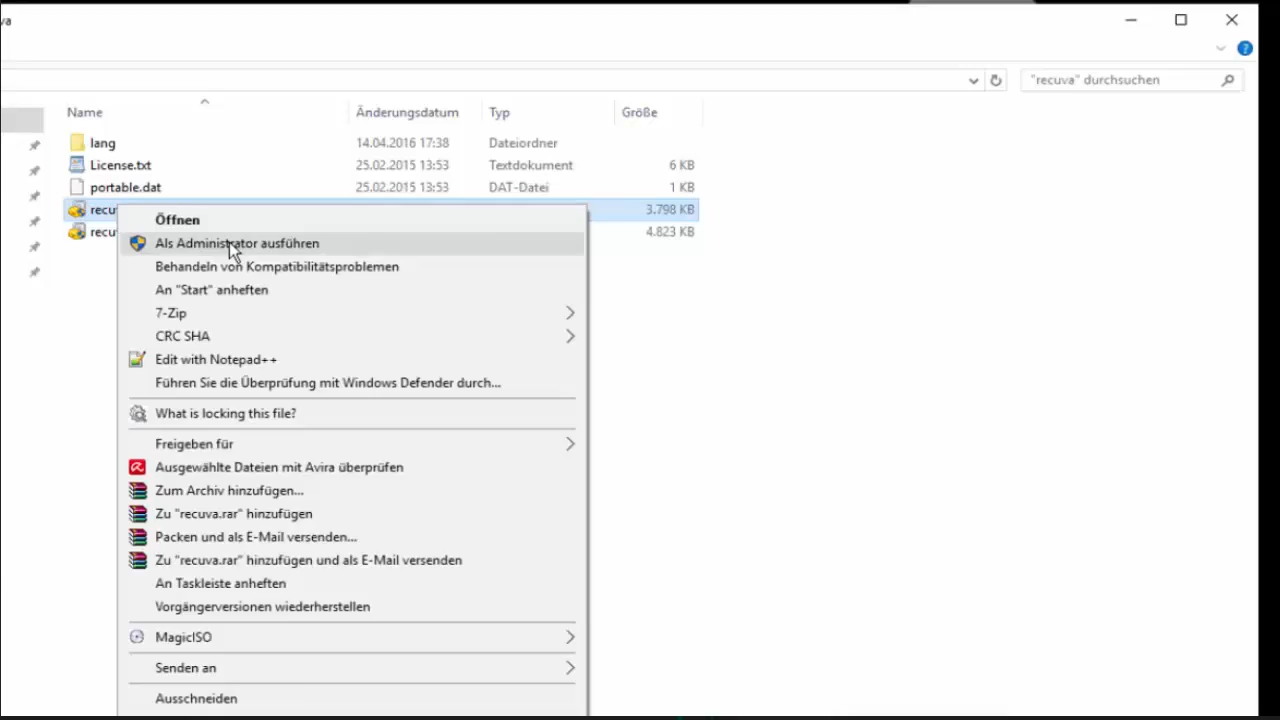 va
"recuva" durchsuchen
Name Änderungsdatum Typ Größe
lang 14.04.2016 17:38 Dateiordner
License.txt 25.02.2015 13:53 Textdokument 6 KB
portable.dat 25.02.2015 13:53 DAT-Datei 1 KB
recuv 3.798 KB
recu 4.823 KB
Öffnen
Als Administrator ausführen
Behandeln von Kompatibilitätsproblemen
An "Start" anheften
7-Zip
CRC SHA
Edit with Notepad++
Führen Sie die Überprüfung mit Windows Defender durch...
What is locking this file?
Freigeben für
Ausgewählte Dateien mit Avira überprüfen
Zum Archiv hinzufügen...
Zu "recuva.rar" hinzufügen
Packen und als E-Mail versenden...
Zu "recuva.rar" hinzufügen und als E-Mail versenden
An Taskleiste anheften
Vorgängerversionen wiederherstellen
MagicISO
Senden an
Ausschneiden